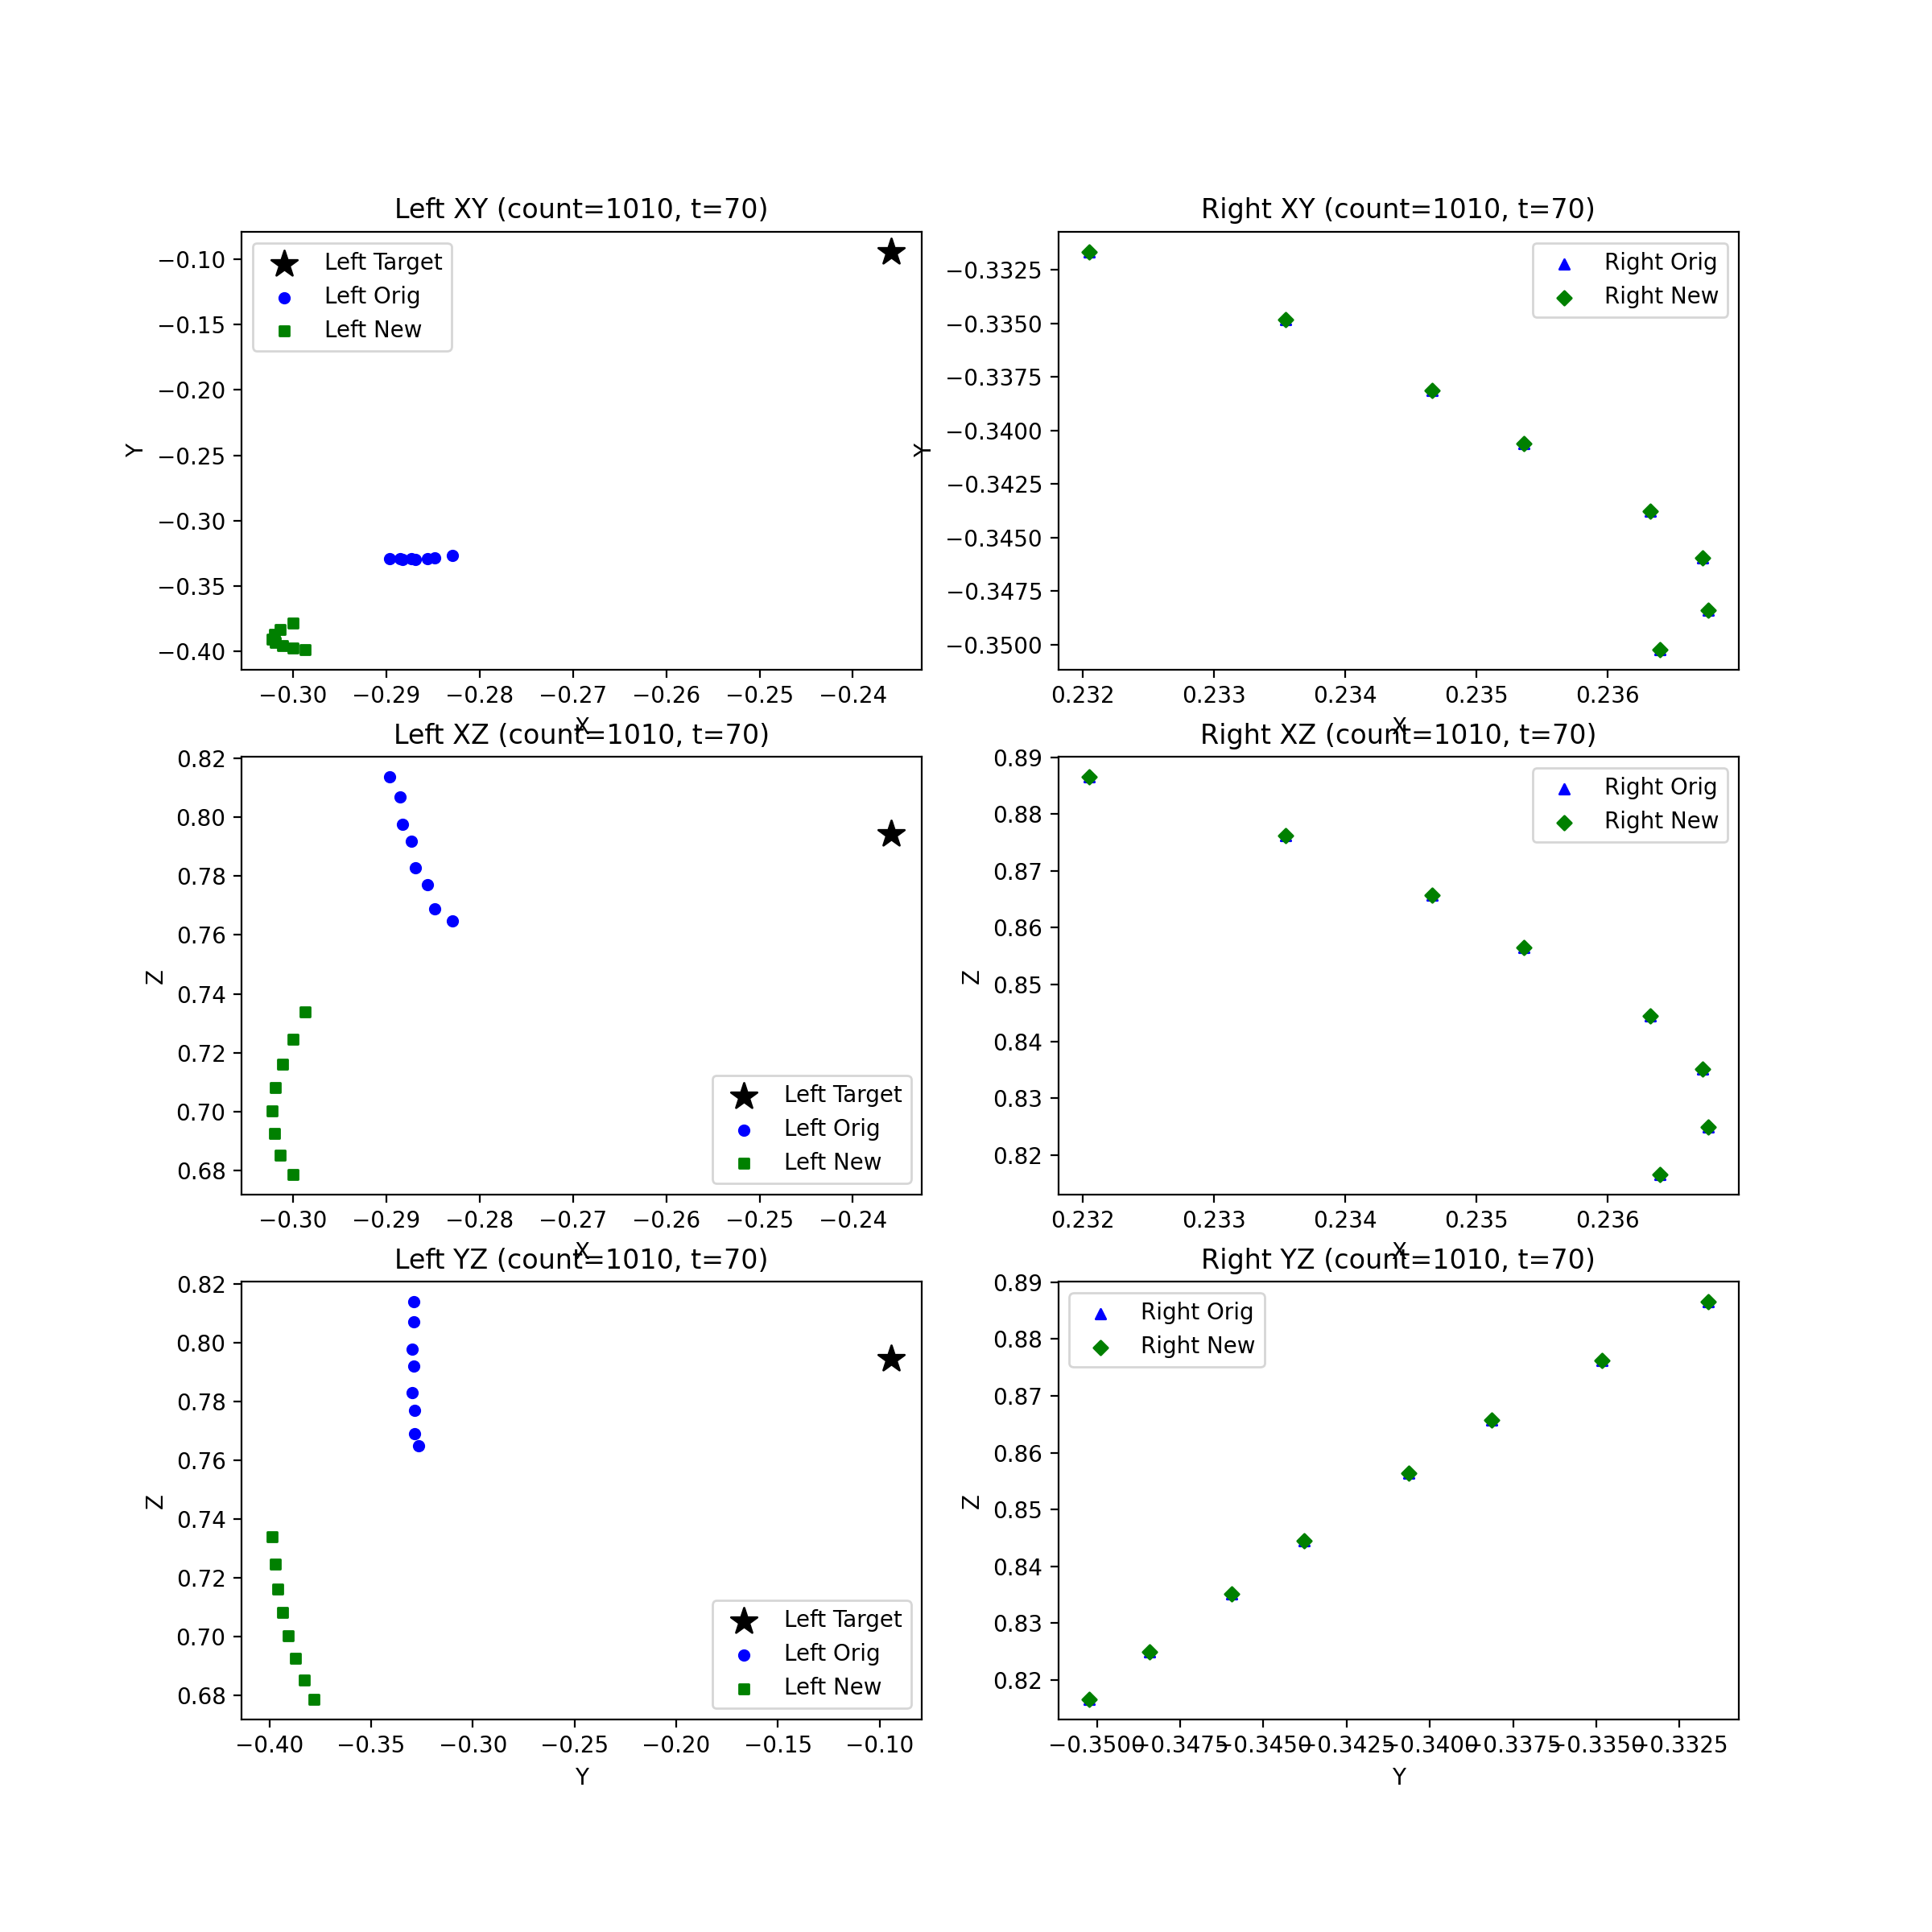 Left XY (count=1010, t=70)
−0.10
−0.15
−0.20
−0.25
−0.30
−0.35
−0.40
Y
Left Target
Left Orig
Left New
−0.30 −0.29 −0.28 −0.27 −0.26 −0.25 −0.24
X
Right XY (count=1010, t=70)
−0.3325
−0.3350
−0.3375
−0.3400
−0.3425
−0.3450
−0.3475
−0.3500
Y
Right Orig
Right New
0.232 0.233 0.234 0.235 0.236
X
Left XZ (count=1010, t=70)
0.82
0.80
0.78
0.76
0.74
0.72
0.70
0.68
Z
Left Target
Left Orig
Left New
−0.30 −0.29 −0.28 −0.27 −0.26 −0.25 −0.24
X
Right XZ (count=1010, t=70)
0.89
0.88
0.87
0.86
0.85
0.84
0.83
0.82
Z
Right Orig
Right New
0.232 0.233 0.234 0.235 0.236
X
Left YZ (count=1010, t=70)
0.82
0.80
0.78
0.76
0.74
0.72
0.70
0.68
Z
Left Target
Left Orig
Left New
−0.40 −0.35 −0.30 −0.25 −0.20 −0.15 −0.10
Y
Right YZ (count=1010, t=70)
0.89
0.88
0.87
0.86
0.85
0.84
0.83
0.82
Z
Right Orig
Right New
−0.3500 −0.3475 −0.3450 −0.3425 −0.3400 −0.3375 −0.3350 −0.3325
Y